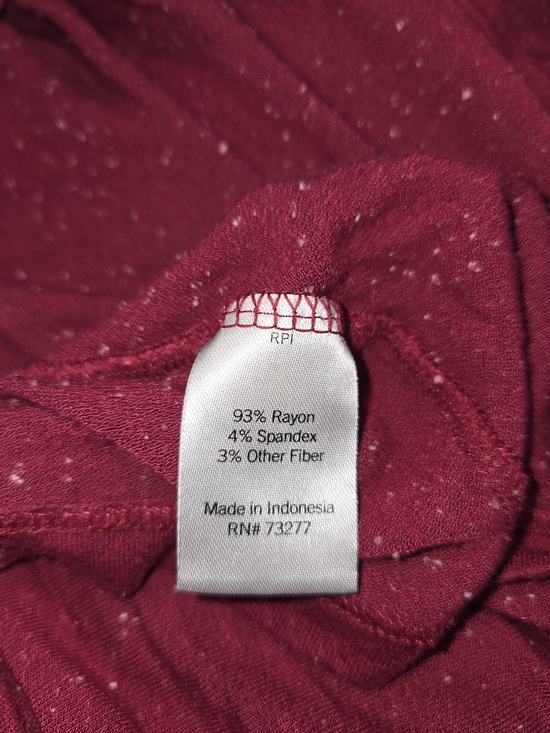 RPI
93% Rayon
4% Spandex
3% Other Fiber
Made in Indonesia
RN# 73277